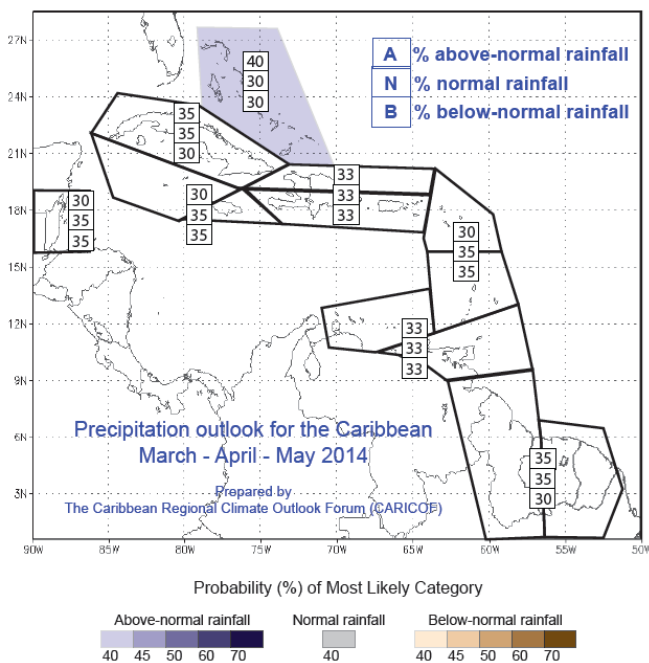 27N
24N
21N
18N
15N
12N
9N
6N
3N
90W
85W
80W
75W
70W
65W
60W
55W
50W
A % above-normal rainfall
N % normal rainfall
B % below-normal rainfall
40
30
30
35
35
30
33
33
33
30
35
35
30
35
35
30
35
35
33
33
33
35
35
30
Precipitation outlook for the Caribbean
March - April - May 2014
Prepared by
The Caribbean Regional Climate Outlook Forum (CARICOF)
Probability (%) of Most Likely Category
Above-normal rainfall
40 45 50 60 70
Normal rainfall
40
Below-normal rainfall
40 45 50 60 70